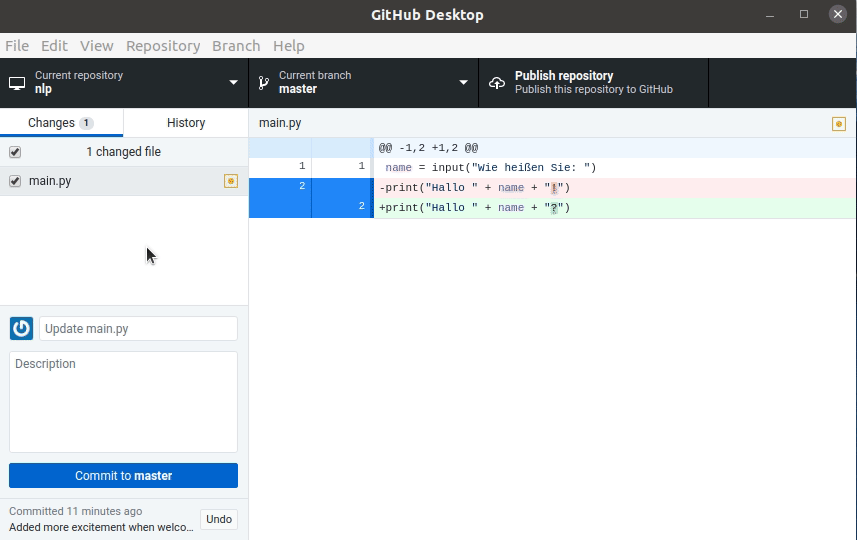 GitHub Desktop
File Edit View Repository Branch Help
Current repository
nlp
Current branch
master
Publish repository
Publish this repository to GitHub
Changes 1
History
main.py
1 changed file
main.py
@@ -1,2 +1,2 @@
1 1 name = input("Wie heißen Sie: ")
2 -print("Hallo " + name + "!")
2 +print("Hallo " + name + "?")
Update main.py
Description
Commit to master
Committed 11 minutes ago
Added more excitement when welco...
Undo